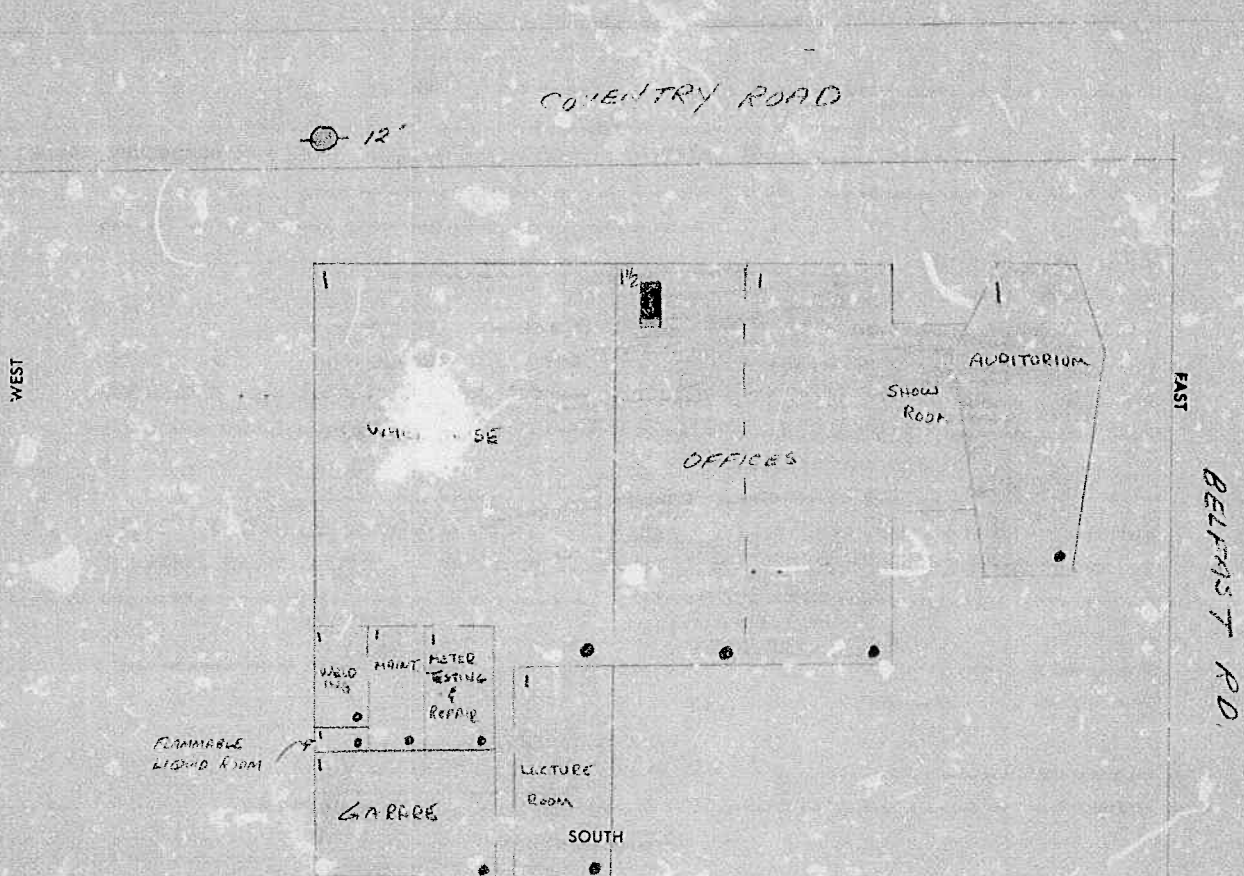 COVENTRY ROAD
12"
1
1½
1
1
WEST
AUDITORIUM
EAST
SHOW
ROOM
OFFICES
BELFAST RD.
1
WELD
ING
1
MAINT.
1
METER
TESTING
&
REPAIR
1
FLAMMABLE
LIQUID ROOM
1
1
GARAGE
LECTURE
ROOM
SOUTH